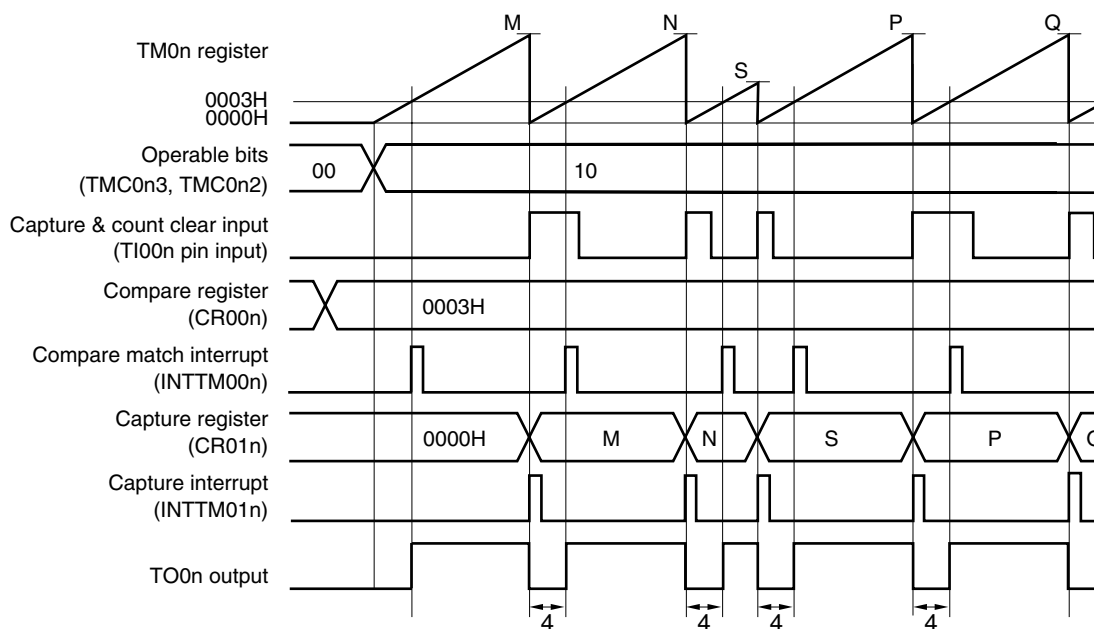 M N S P Q
TM0n register
0003H
0000H
Operable bits
(TMC0n3, TMC0n2)
00 10
Capture & count clear input
(TI00n pin input)
Compare register
(CR00n)
0003H
Compare match interrupt
(INTTM00n)
Capture register
(CR01n)
0000H M N S P
Capture interrupt
(INTTM01n)
TO0n output
4 4 4 4